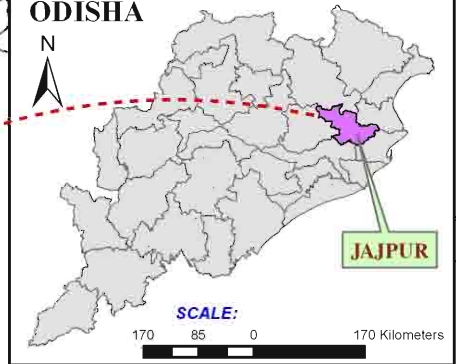 ODISHA
N
JAJPUR
SCALE:
170 85 0 170 Kilometers